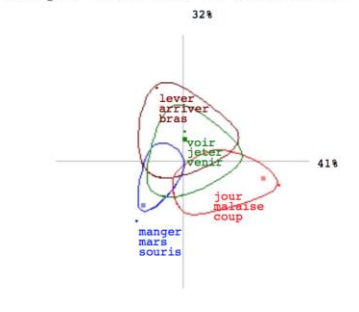 32%
lever
arriver
bras
voir
jeter
venir
41%
jour
malaise
coup
manger
mars
souris